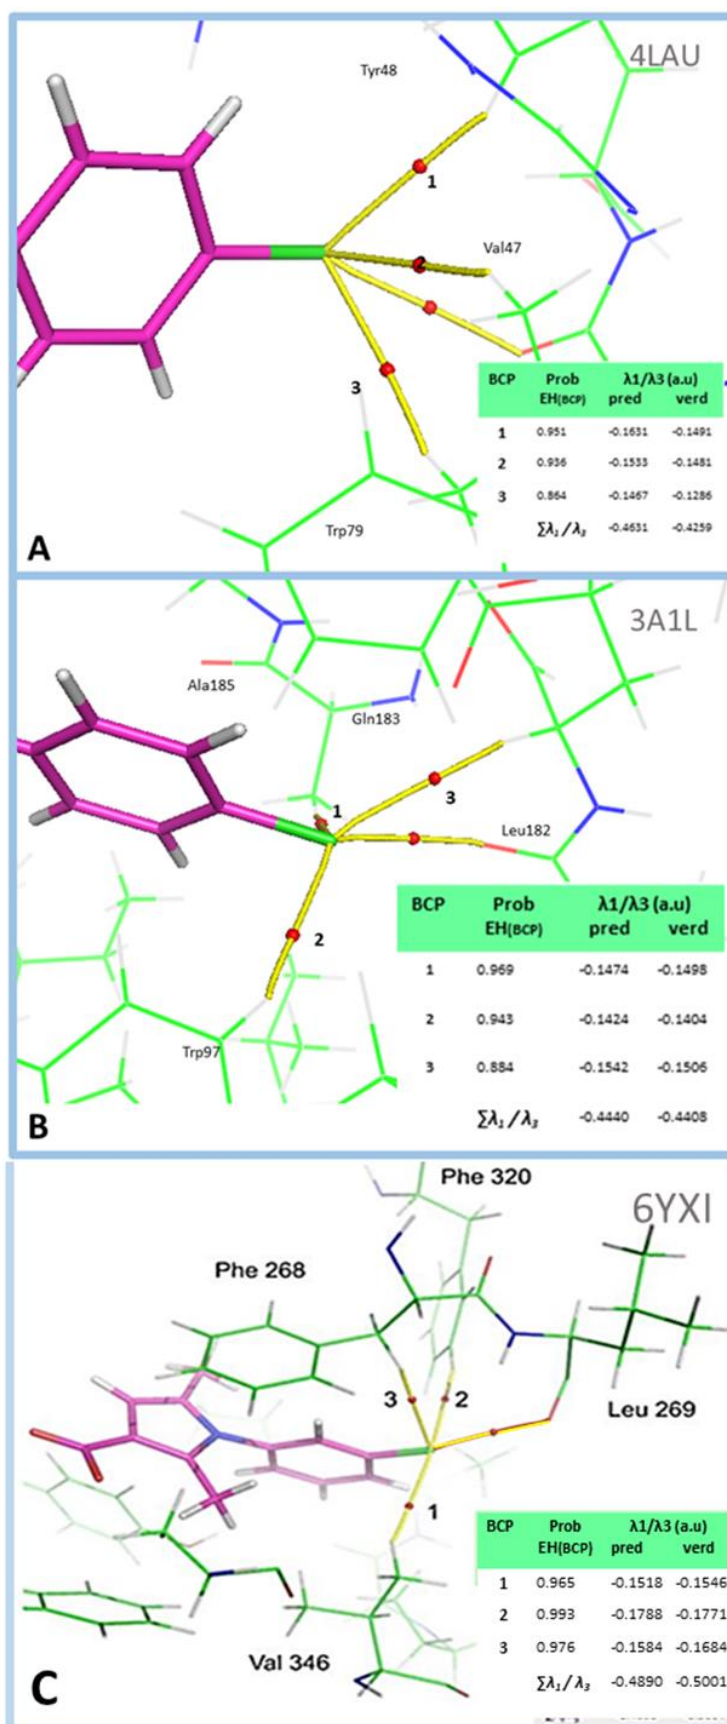 4LAU
Tyr48
1
2
Val47
3
Trp79
BCP Prob λ1/λ3 (a.u)
EH(BCP) pred verd
1 0.951 -0.1631 -0.1491
2 0.936 -0.1533 -0.1481
3 0.864 -0.1467 -0.1286
∑λ₁/λ₃ -0.4631 -0.4259
A
3A1L
Ala185
Gln183
1
3
Leu182
2
Trp97
BCP Prob λ1/λ3 (a.u)
EH(BCP) pred verd
1 0.969 -0.1474 -0.1498
2 0.943 -0.1424 -0.1404
3 0.884 -0.1542 -0.1506
∑λ₁/λ₃ -0.4440 -0.4408
B
Phe 320
6YXI
Phe 268
3 2
Leu 269
1
BCP Prob λ1/λ3 (a.u)
EH(BCP) pred verd
1 0.965 -0.1518 -0.1546
2 0.993 -0.1788 -0.1771
3 0.976 -0.1584 -0.1684
∑λ₁/λ₃ -0.4890 -0.5001
Val 346
C